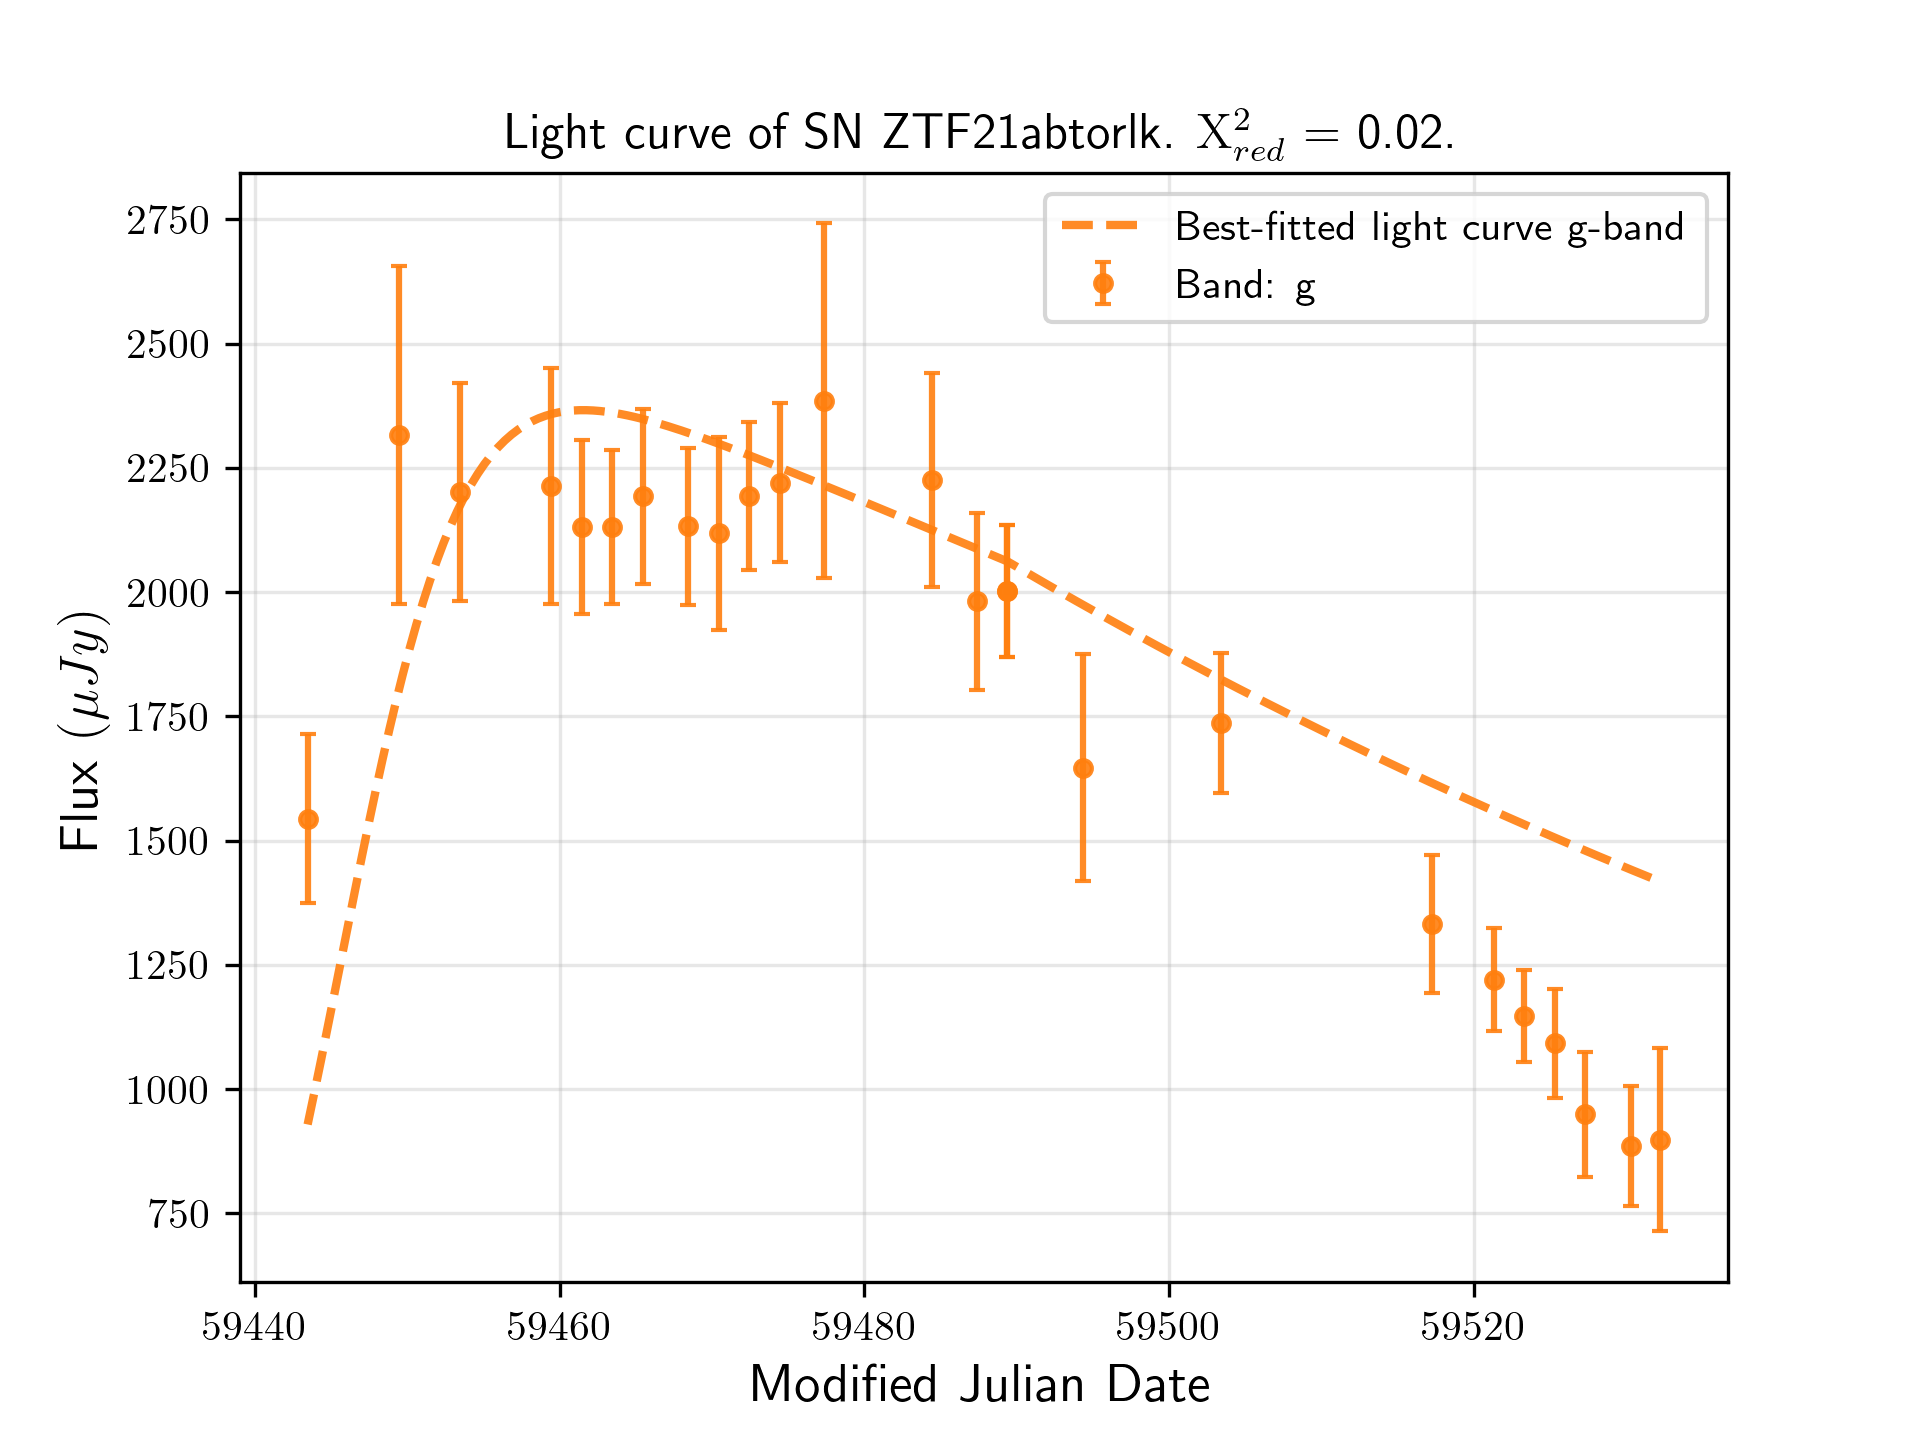 Light curve of SN ZTF21abtorlk. X²_red = 0.02.
Best-fitted light curve g-band
Band: g
Flux (μJy)
2750
2500
2250
2000
1750
1500
1250
1000
750
59440 59460 59480 59500 59520
Modified Julian Date